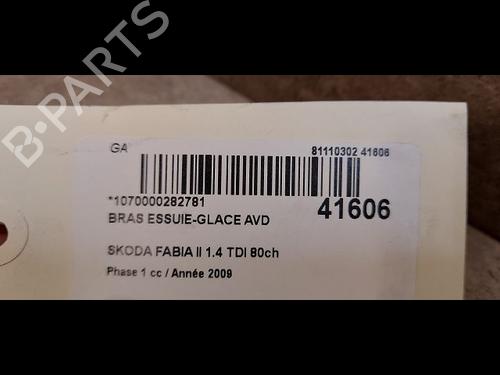 B-PARTS
GA
81110302 41606
*1070000282781
41606
BRAS ESSUIE-GLACE AVD
SKODA FABIA II 1.4 TDI 80ch
Phase 1 cc / Année 2009